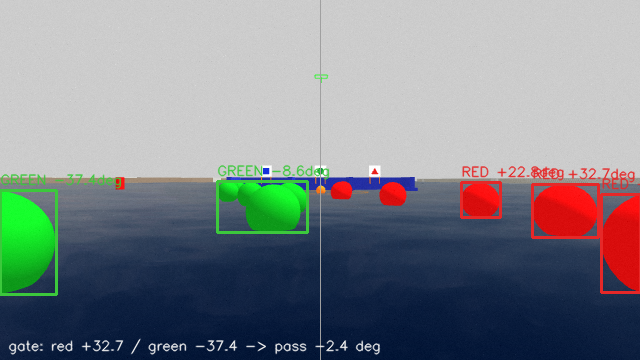 GREEN -37.4deg
GREEN -8.6deg
RED +22.8deg
RED +32.7deg
RED
gate: red +32.7 / green -37.4 -> pass -2.4 deg